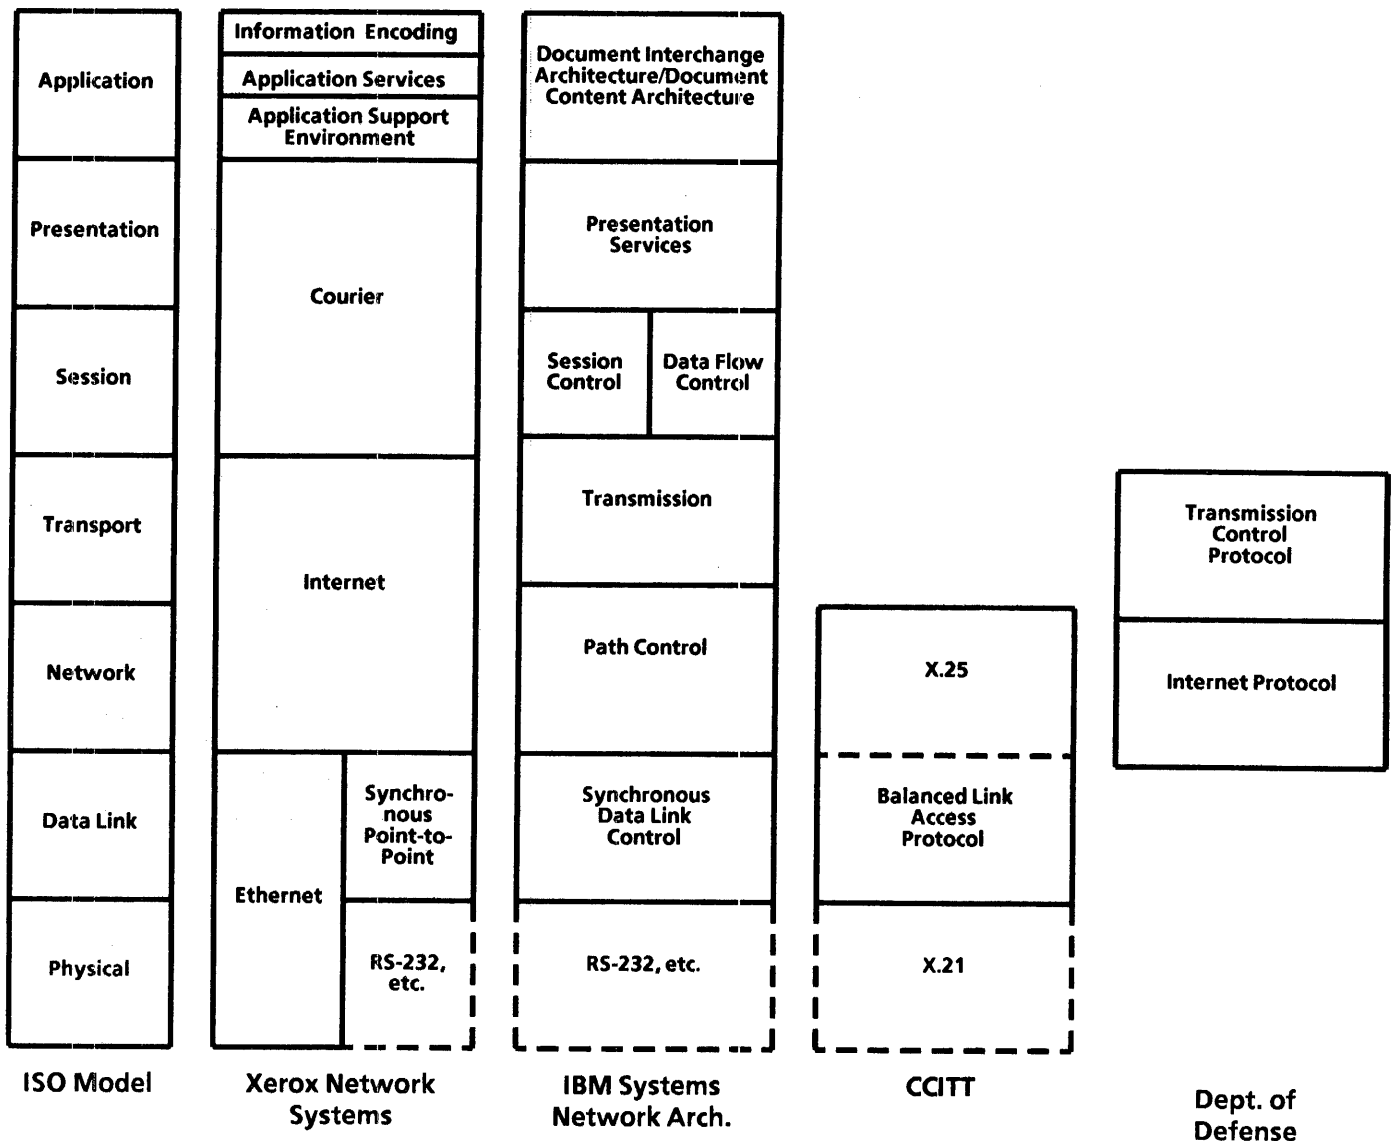 Application
Presentation
Session
Transport
Network
Data Link
Physical
ISO Model
Information Encoding
Application Services
Application Support
Environment
Courier
Internet
Ethernet
Synchro-
nous
Point-to-
Point
RS-232,
etc.
Xerox Network
Systems
Document Interchange
Architecture/Document
Content Architecture
Presentation
Services
Session
Control
Data Flow
Control
Transmission
Path Control
Synchronous
Data Link
Control
RS-232, etc.
IBM Systems
Network Arch.
X.25
Balanced Link
Access
Protocol
X.21
CCITT
Transmission
Control
Protocol
Internet Protocol
Dept. of
Defense